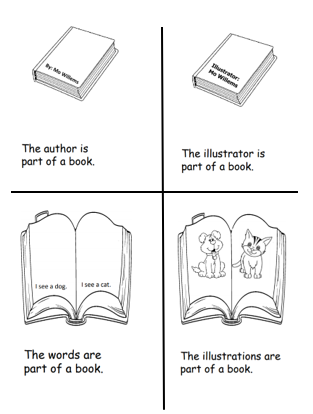 By: Mo Willems
The author is
part of a book.
Illustrator:
Mo Willems
The illustrator is
part of a book.
I see a dog.
I see a cat.
The words are
part of a book.
The illustrations are
part of a book.